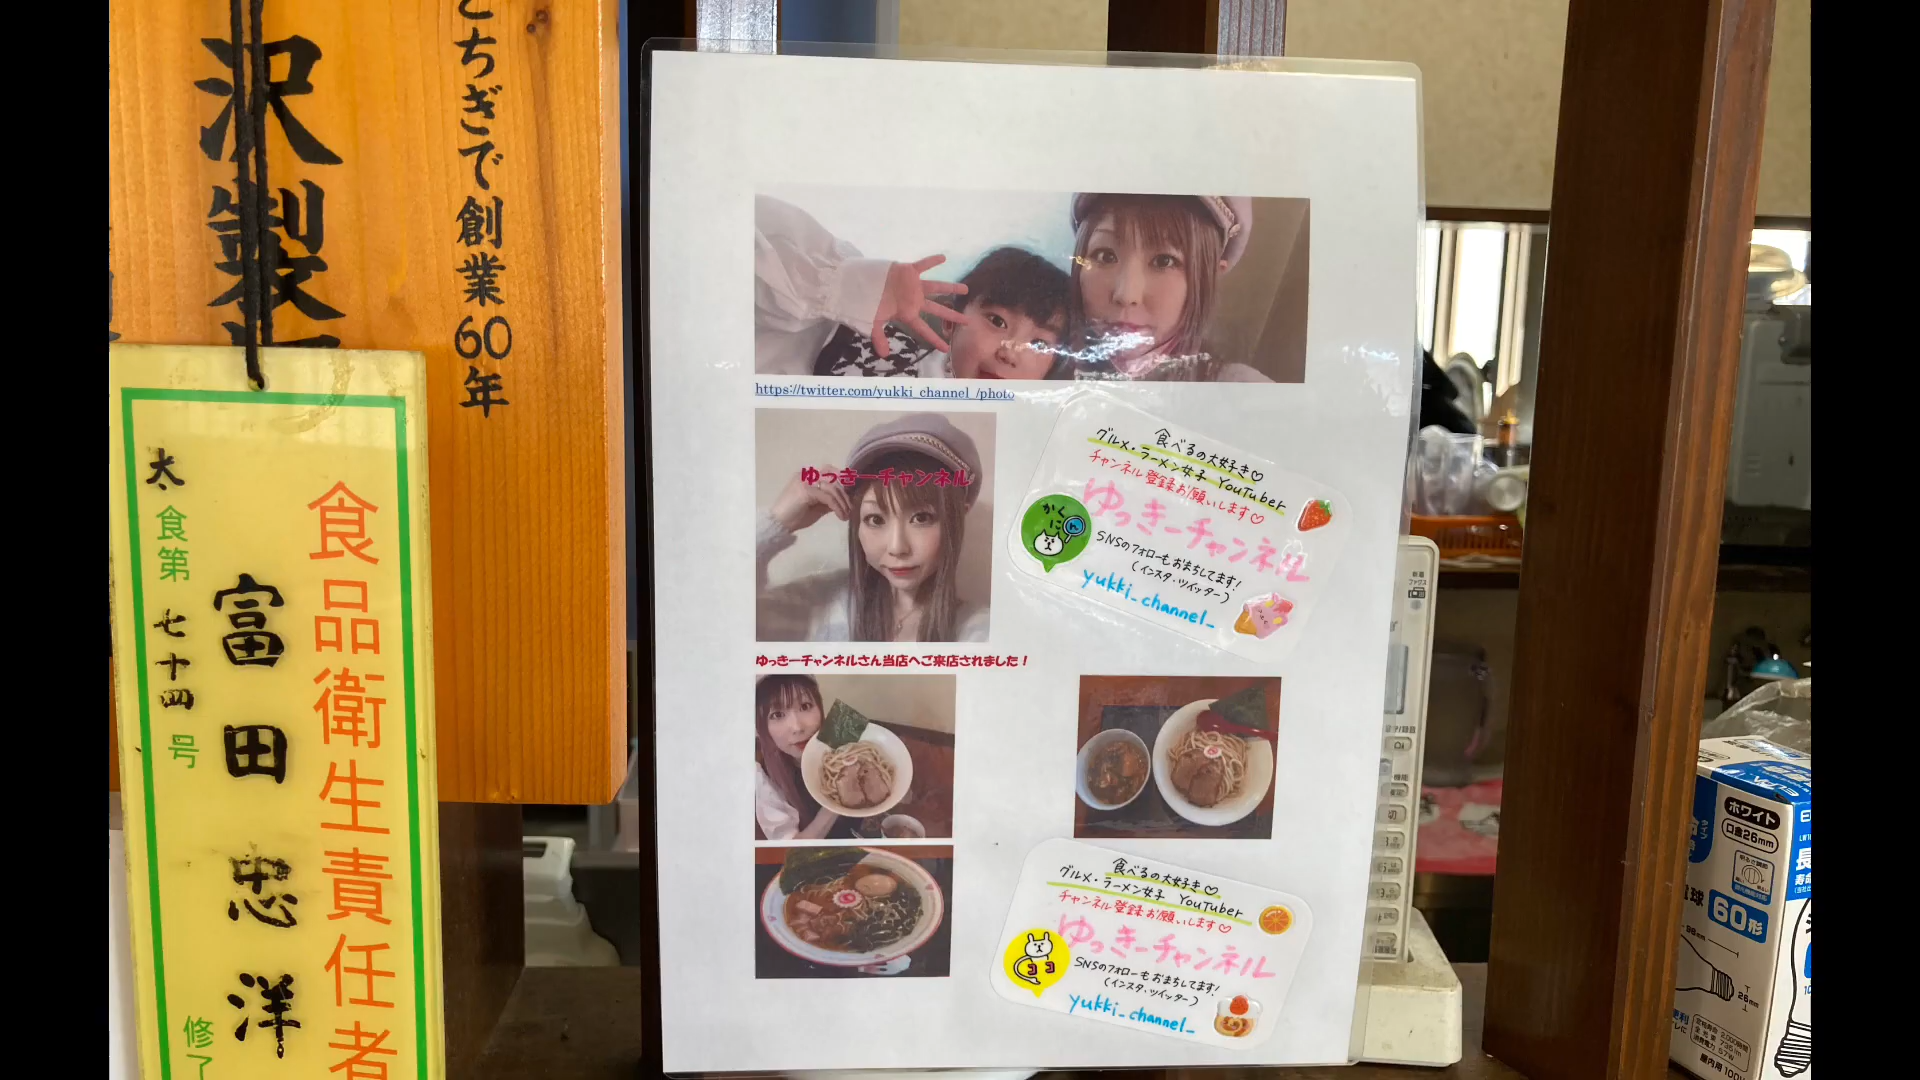 沢製
とちぎで創業60年
食品衛生責任者
富田忠洋
太食第七十四号
修了
https://twitter.com/yukki_channel_/photo
ゆっきーチャンネル
食べるの大好き♡
グルメ・ラーメン女子 YouTuber
チャンネル登録お願いします♡
ゆっきーチャンネル
SNSのフォローもおまちしてます!
(インスタ・ツイッター)
yukki_channel_
かくにん
ゆっきーチャンネルさん当店へご来店されました!
食べるの大好き♡
グルメ・ラーメン女子 YouTuber
チャンネル登録お願いします♡
ゆっきーチャンネル
SNSのフォローもおまちしてます!
(インスタ・ツイッター)
yukki_channel_
ココ
ホワイト
口金26mm
60形
26mm